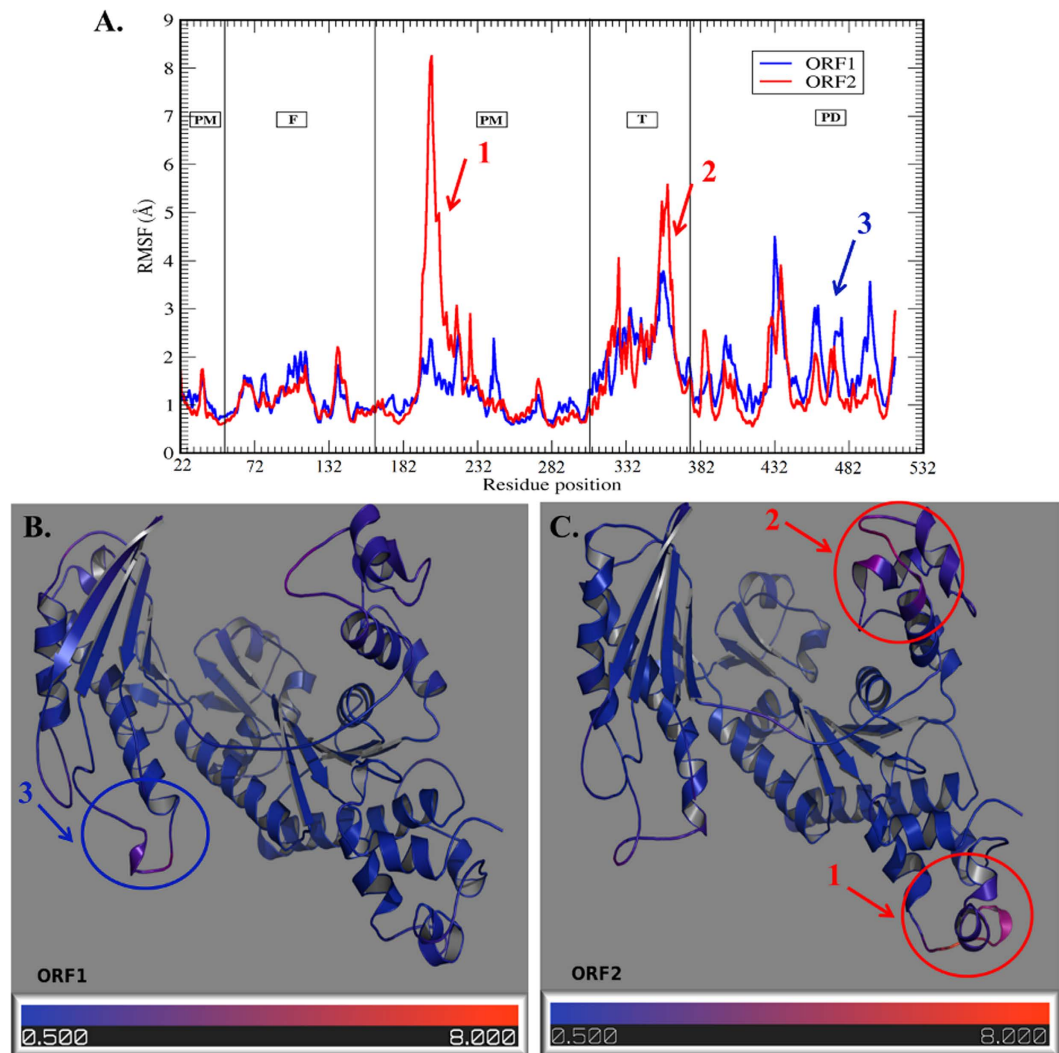 A.
RMSF (Å)
9
8
7
6
5
4
3
2
1
0
PM
F
PM
T
PD
ORF1
ORF2
1
2
3
22 72 132 182 232 282 332 382 432 482 532
Residue position
B.
3
ORF1
0.500 8.000
C.
2
1
ORF2
0.500 8.000